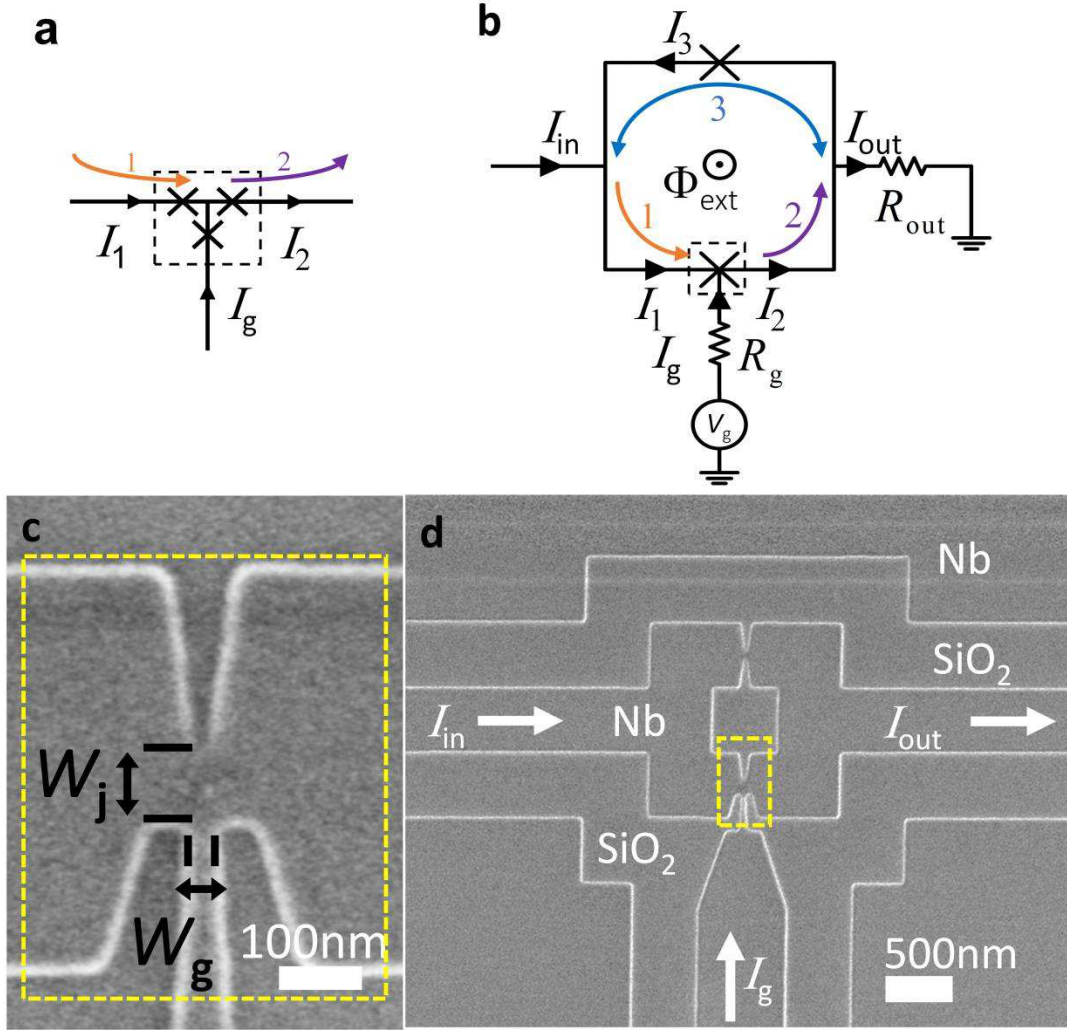 a
1
2
I1
I2
Ig
b
I3
3
Iin
Iout
Φext
Rout
1
2
I1
I2
Ig
Rg
Vg
c
Wj
Wg
100nm
d
Nb
SiO2
Iin
Nb
Iout
SiO2
Ig
500nm